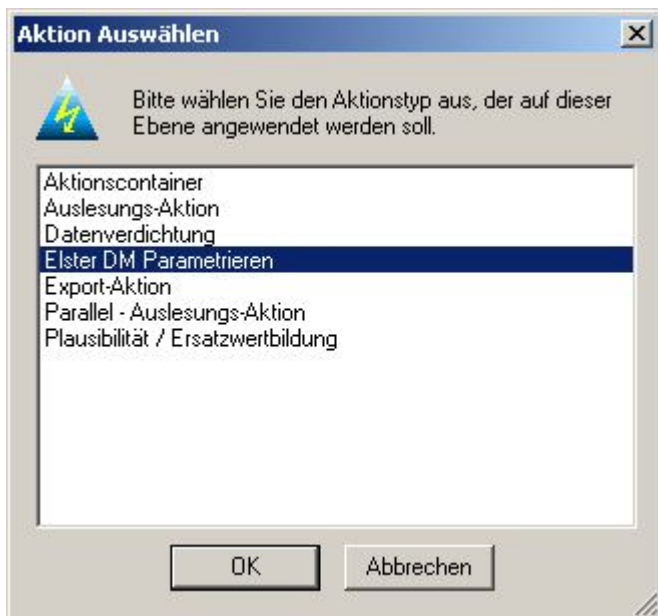 Aktion Auswählen
Bitte wählen Sie den Aktionstyp aus, der auf dieser
Ebene angewendet werden soll.
Aktionscontainer
Auslesungs-Aktion
Datenverdichtung
Elster DM Parametrieren
Export-Aktion
Parallel - Auslesungs-Aktion
Plausibilität / Ersatzwertbildung
OK
Abbrechen